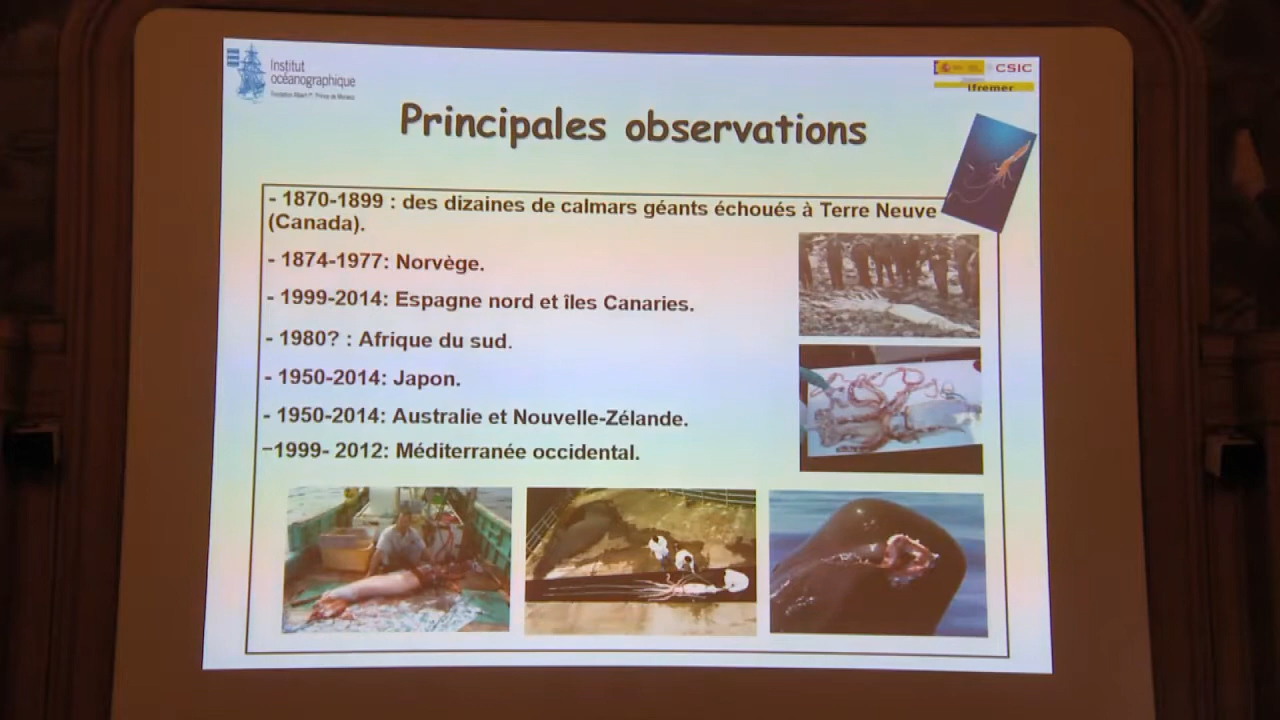 Institut
océanographique
Fondation Albert Iᵉʳ, Prince de Monaco
CSIC
Ifremer
Principales observations
- 1870-1899 : des dizaines de calmars géants échoués à Terre Neuve
(Canada).
- 1874-1977: Norvège.
- 1999-2014: Espagne nord et îles Canaries.
- 1980? : Afrique du sud.
- 1950-2014: Japon.
- 1950-2014: Australie et Nouvelle-Zélande.
–1999- 2012: Méditerranée occidental.